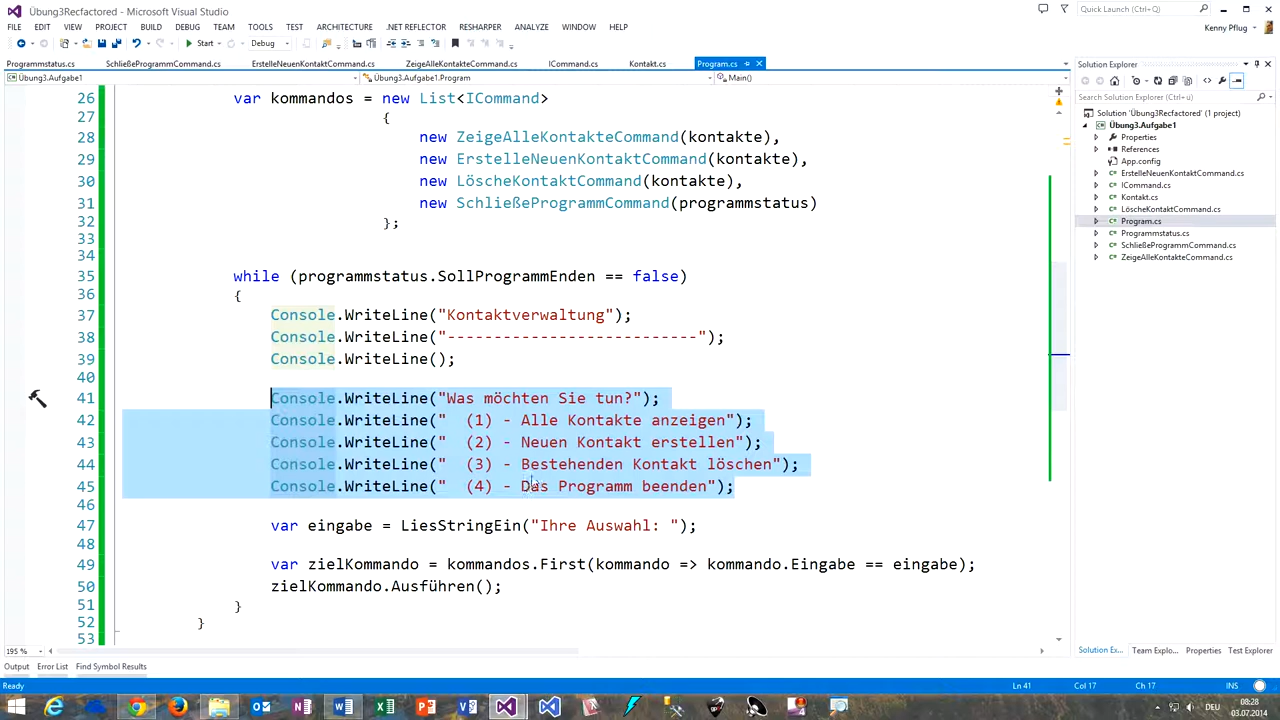 Übung3Recfactored - Microsoft Visual Studio
Quick Launch (Ctrl+Q)
FILE EDIT VIEW PROJECT BUILD DEBUG TEAM TOOLS TEST ARCHITECTURE .NET REFLECTOR RESHARPER ANALYZE WINDOW HELP
Kenny Pflug
Start Debug
Programmstatus.cs SchließeProgrammCommand.cs ErstelleNeuenKontaktCommand.cs ZeigeAlleKontakteCommand.cs ICommand.cs Kontakt.cs Program.cs
Übung3.Aufgabe1 Übung3.Aufgabe1.Program Main()
26 var kommandos = new List<ICommand>
27 {
28 new ZeigeAlleKontakteCommand(kontakte),
29 new ErstelleNeuenKontaktCommand(kontakte),
30 new LöscheKontaktCommand(kontakte),
31 new SchließeProgrammCommand(programmstatus)
32 };
33
34
35 while (programmstatus.SollProgrammEnden == false)
36 {
37 Console.WriteLine("Kontaktverwaltung");
38 Console.WriteLine("---------------------------");
39 Console.WriteLine();
40
41 Console.WriteLine("Was möchten Sie tun?");
42 Console.WriteLine("  (1) - Alle Kontakte anzeigen");
43 Console.WriteLine("  (2) - Neuen Kontakt erstellen");
44 Console.WriteLine("  (3) - Bestehenden Kontakt löschen");
45 Console.WriteLine("  (4) - Das Programm beenden");
46
47 var eingabe = LiesStringEin("Ihre Auswahl: ");
48
49 var zielKommando = kommandos.First(kommando => kommando.Eingabe == eingabe);
50 zielKommando.Ausführen();
51 }
52 }
53
195 %
Solution Explorer
Search Solution Explorer (Ctrl+ü)
Solution 'Übung3Refactored' (1 project)
Übung3.Aufgabe1
Properties
References
App.config
ErstelleNeuenKontaktCommand.cs
ICommand.cs
Kontakt.cs
LöscheKontaktCommand.cs
Program.cs
Programmstatus.cs
SchließeProgrammCommand.cs
ZeigeAlleKontakteCommand.cs
Solution Ex... Team Explo... Properties Test Explorer
Output Error List Find Symbol Results
Ready Ln 41 Col 17 Ch 17 INS
DEU 08:28
03.07.2014